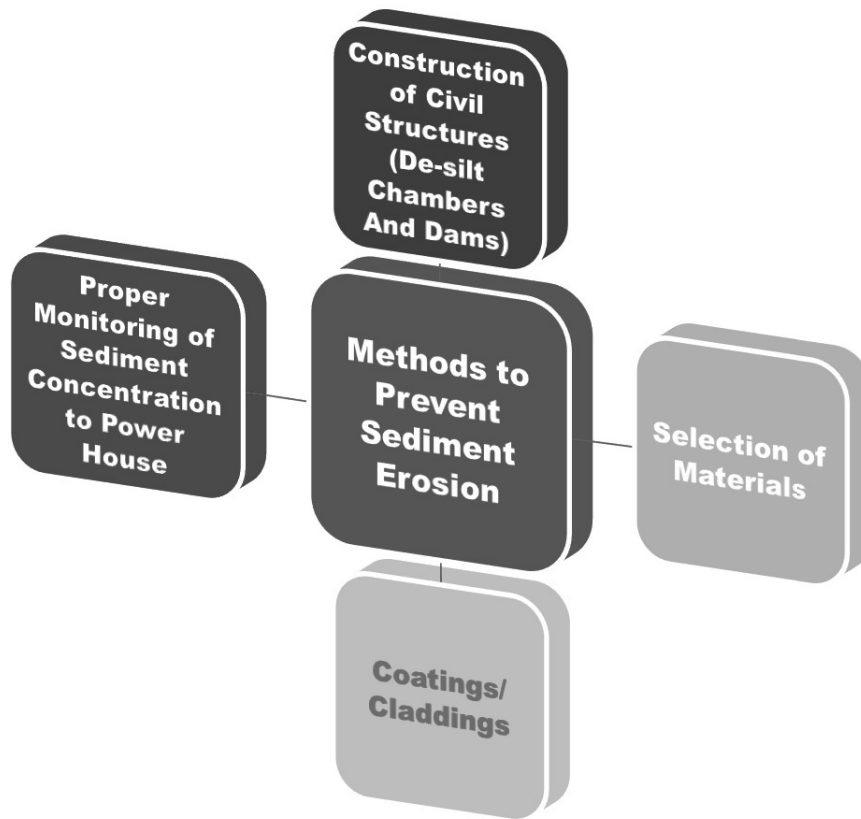 Construction
of Civil
Structures
(De-silt
Chambers
And Dams)
Proper
Monitoring of
Sediment
Concentration
to Power
House
Methods to
Prevent
Sediment
Erosion
Selection of
Materials
Coatings/
Claddings